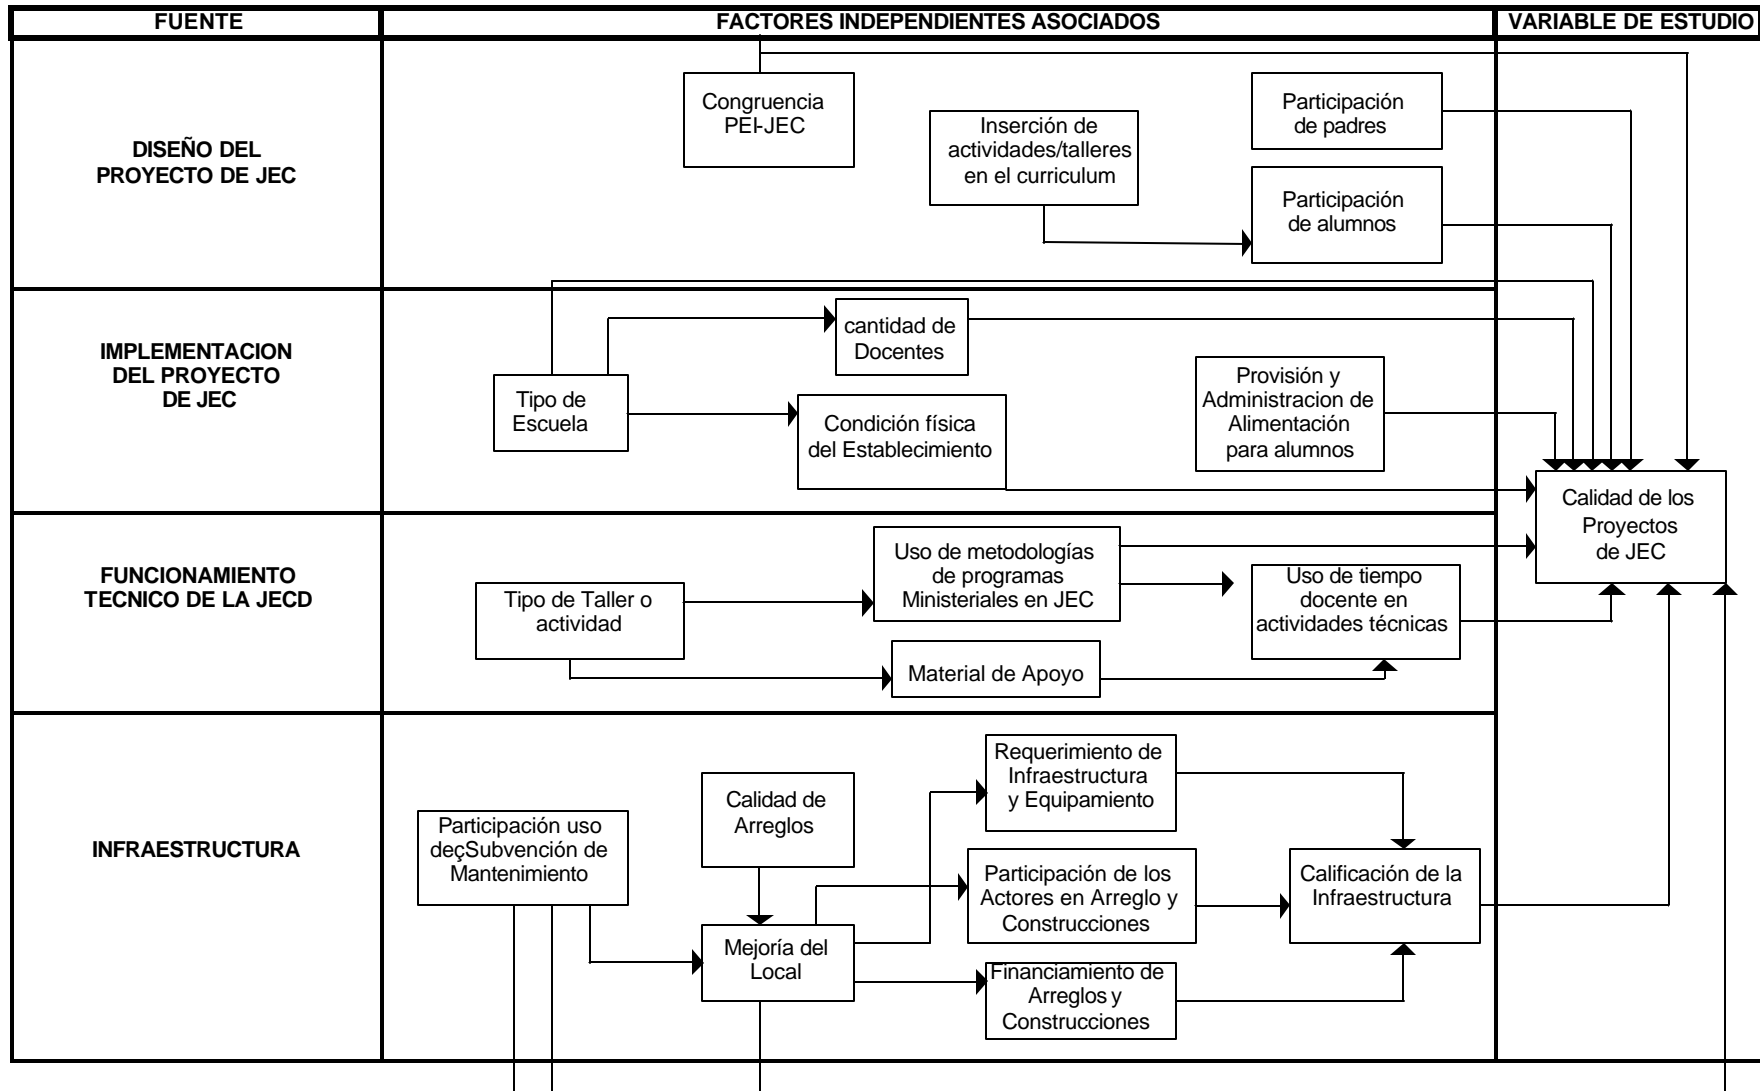 FUENTE
FACTORES INDEPENDIENTES ASOCIADOS
VARIABLE DE ESTUDIO
DISEÑO DEL
PROYECTO DE JEC
Congruencia
PEI-JEC
Inserción de
actividades/talleres
en el curriculum
Participación
de padres
Participación
de alumnos
IMPLEMENTACION
DEL PROYECTO
DE JEC
Tipo de
Escuela
cantidad de
Docentes
Condición física
del Establecimiento
Provisión y
Administracion de
Alimentación
para alumnos
Calidad de los
Proyectos
de JEC
FUNCIONAMIENTO
TECNICO DE LA JECD
Tipo de Taller o
actividad
Uso de metodologías
de programas
Ministeriales en JEC
Material de Apoyo
Uso de tiempo
docente en
actividades técnicas
INFRAESTRUCTURA
Participación uso
deçSubvención de
Mantenimiento
Calidad de
Arreglos
Mejoría del
Local
Requerimiento de
Infraestructura
y Equipamiento
Participación de los
Actores en Arreglo y
Construcciones
Financiamiento de
Arreglos y
Construcciones
Calificación de la
Infraestructura